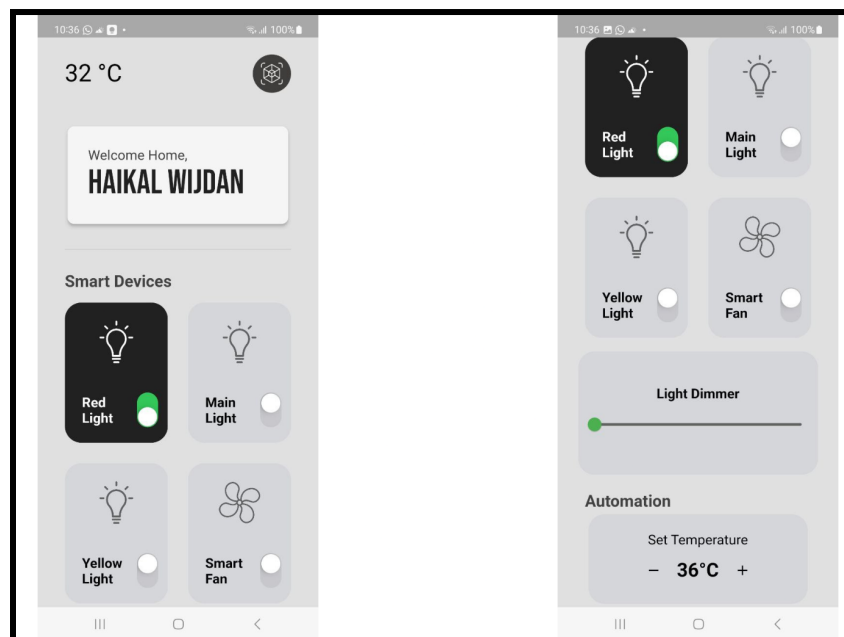 10:36
100%
32 °C
Welcome Home,
HAIKAL WIJDAN
Smart Devices
Red
Light
Main
Light
Yellow
Light
Smart
Fan
10:36
100%
Red
Light
Main
Light
Yellow
Light
Smart
Fan
Light Dimmer
Automation
Set Temperature
− 36°C +